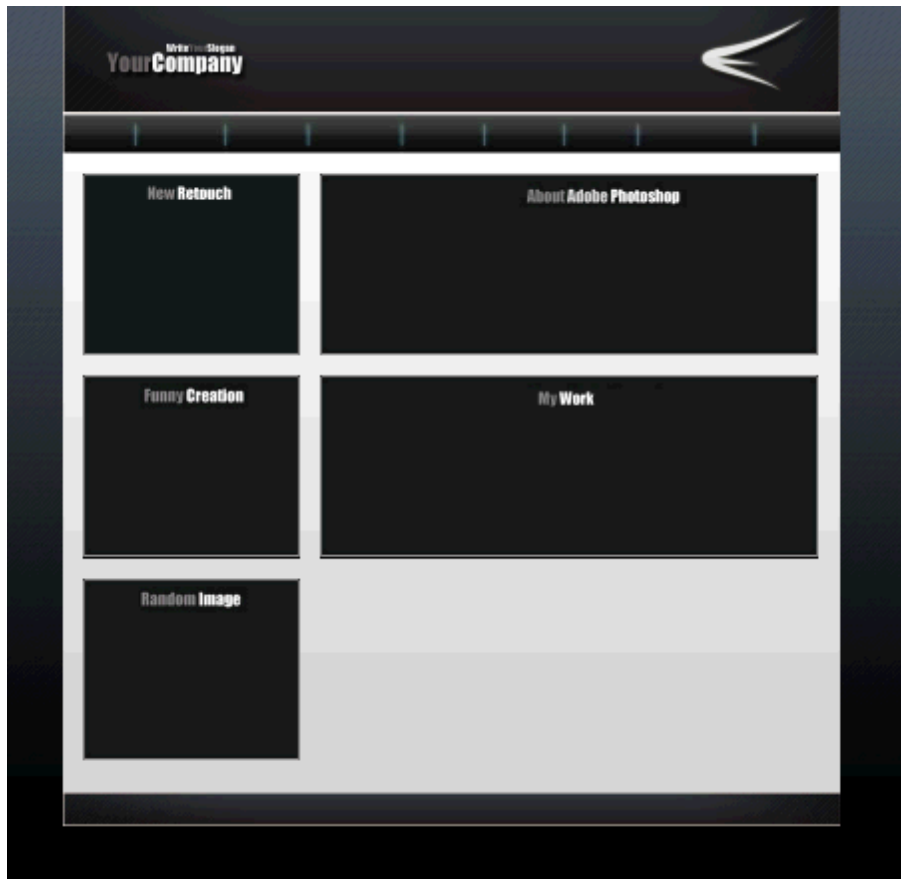 WriteYourSlogan
YourCompany
New Retouch
About Adobe Photoshop
Funny Creation
My Work
Random Image